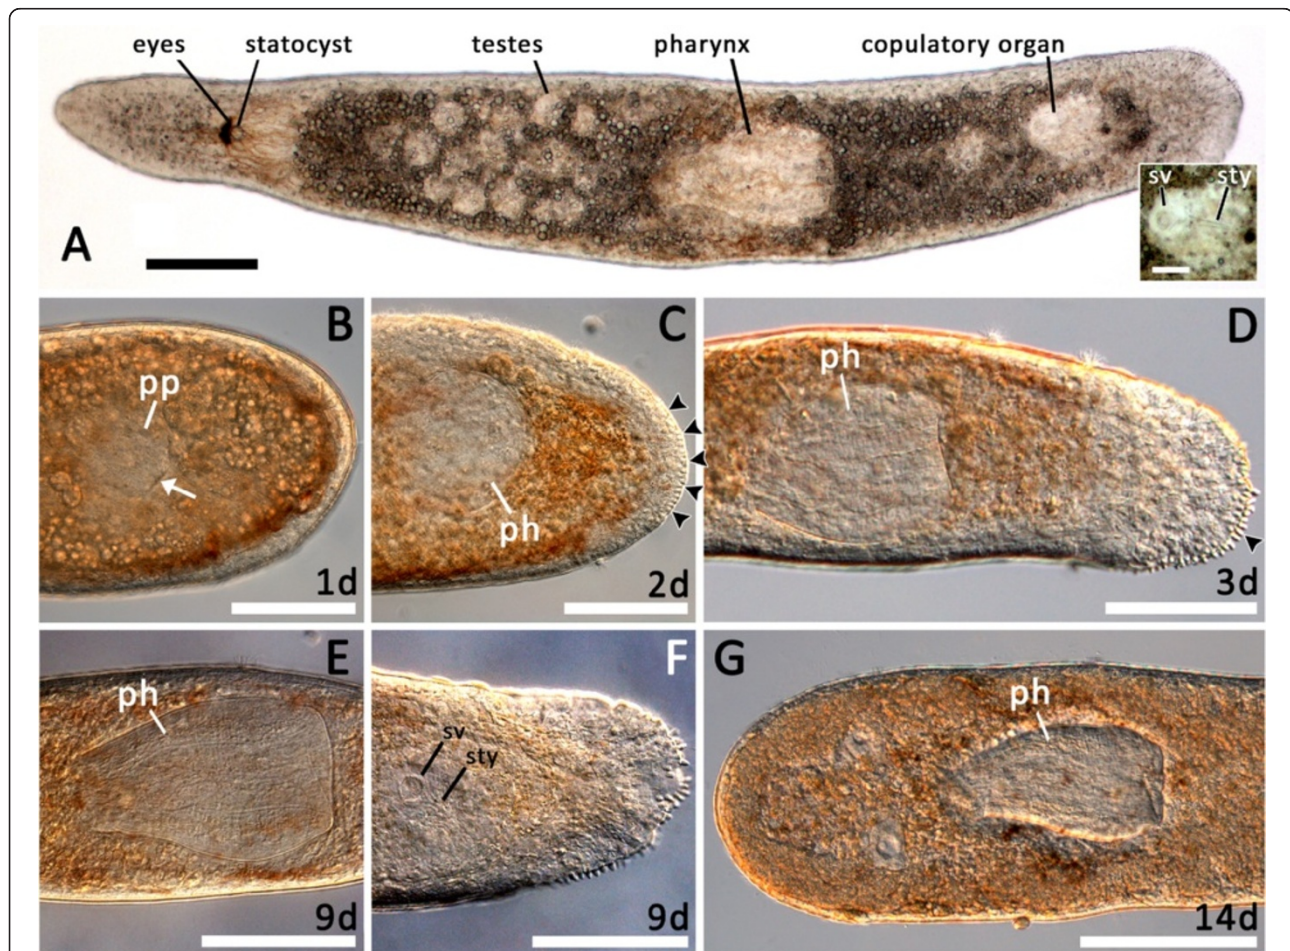 eyes statocyst testes pharynx copulatory organ
sv sty
A
B C D
pp ph ph
1d 2d 3d
E F G
ph sv sty ph
9d 9d 14d